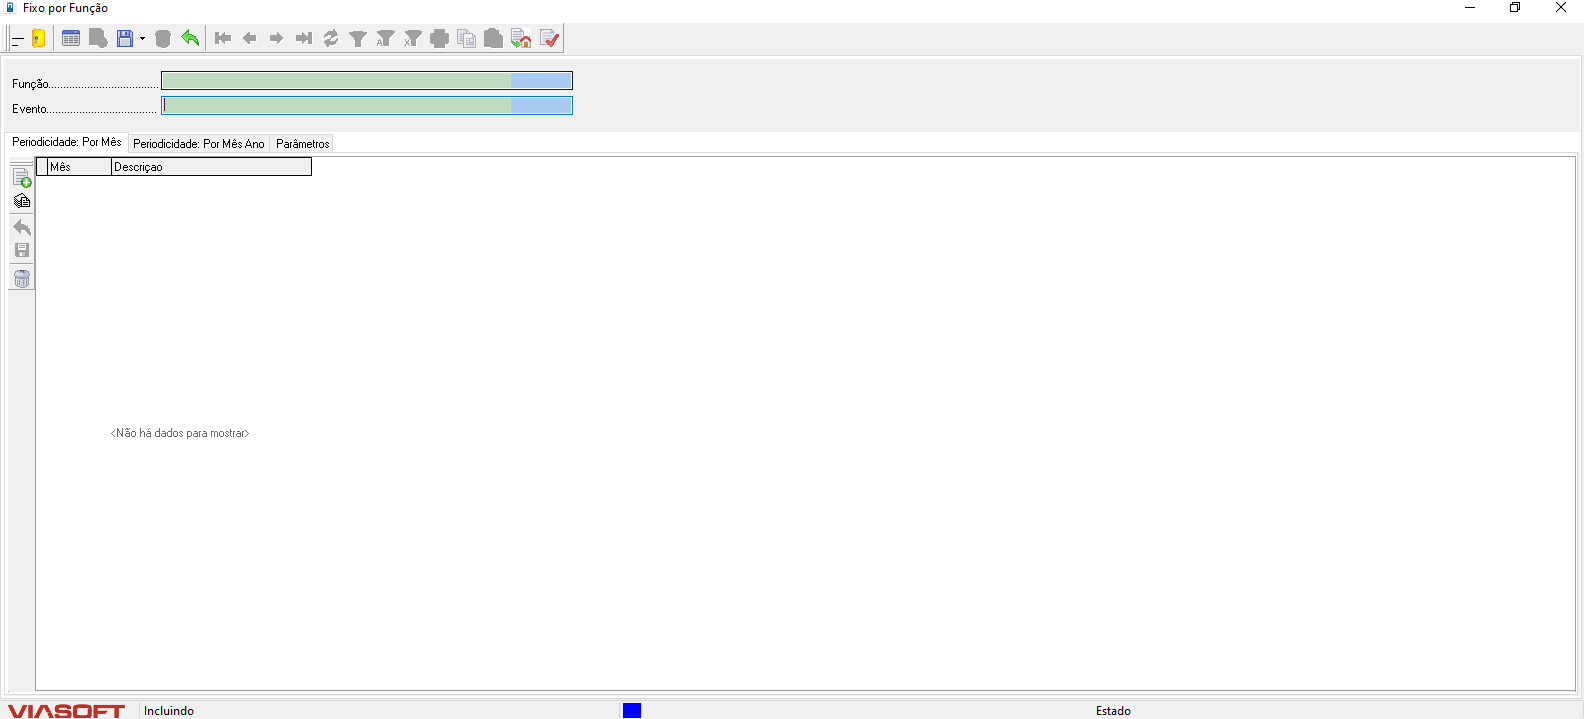 Fixo por Função
Função.....................................
Evento.....................................
Periodicidade: Por Mês Periodicidade: Por Mês Ano Parâmetros
Mês Descriçao
<Não há dados para mostrar>
VIASOFT Incluindo Estado